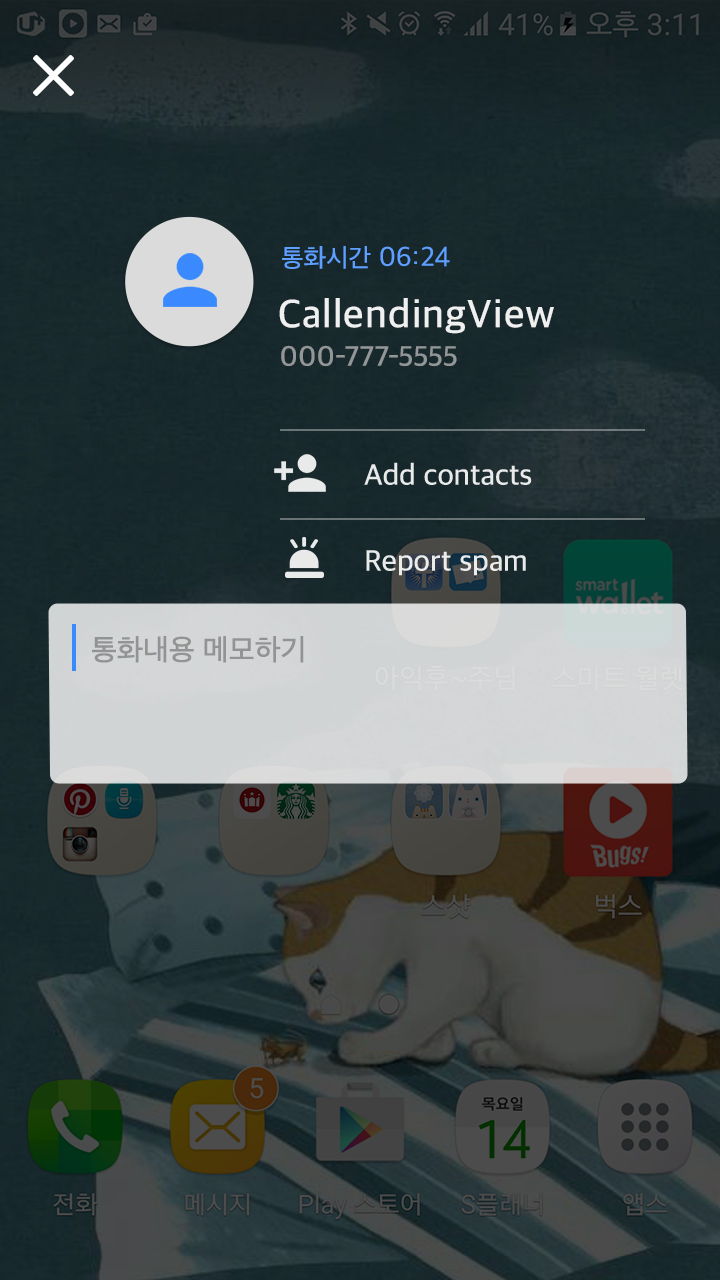 41% 오후 3:11
통화시간 06:24
CallendingView
000-777-5555
Add contacts
Report spam
smart
wallet
통화내용 메모하기
아익후~주님 스마트 월렛
Bugs!
스샷 벅스
5
목요일
14
전화 메시지 Play 스토어 S플래너 앱스